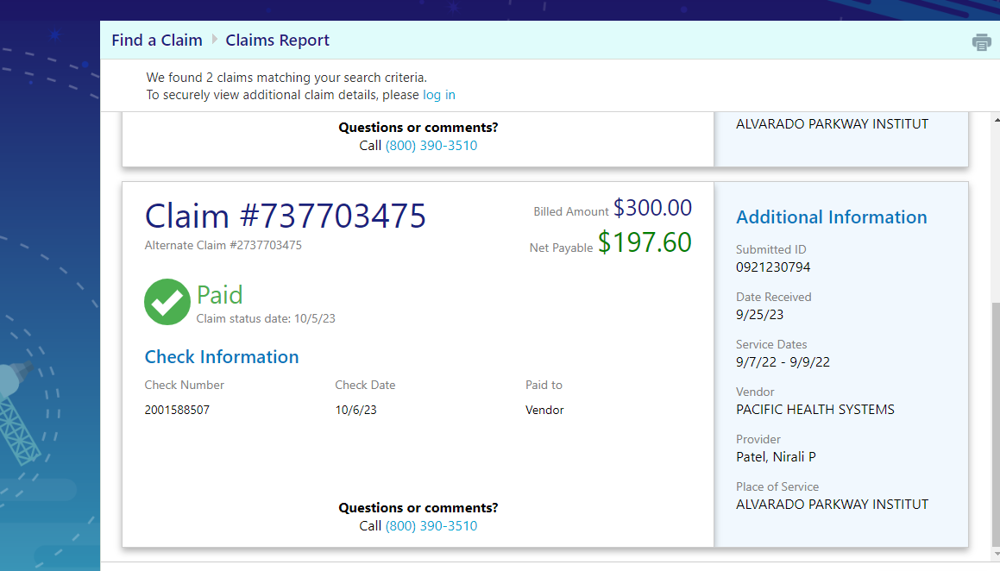 Find a Claim Claims Report
We found 2 claims matching your search criteria.
To securely view additional claim details, please log in
Questions or comments?
Call (800) 390-3510
ALVARADO PARKWAY INSTITUT
Claim #737703475
Alternate Claim #2737703475
Billed Amount $300.00
Net Payable $197.60
Paid
Claim status date: 10/5/23
Check Information
Check Number Check Date Paid to
2001588507 10/6/23 Vendor
Questions or comments?
Call (800) 390-3510
Additional Information
Submitted ID
0921230794
Date Received
9/25/23
Service Dates
9/7/22 - 9/9/22
Vendor
PACIFIC HEALTH SYSTEMS
Provider
Patel, Nirali P
Place of Service
ALVARADO PARKWAY INSTITUT